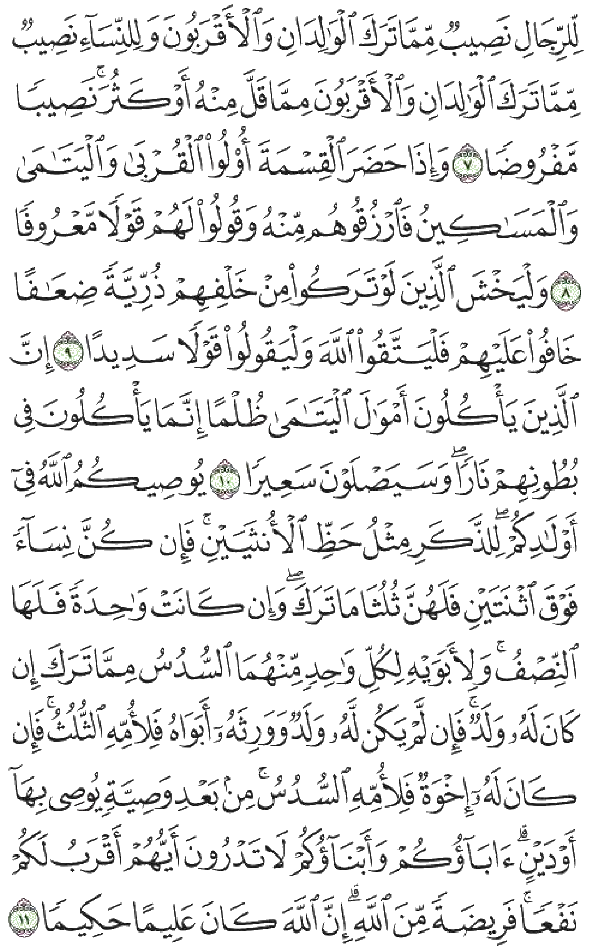 لِّلرِّجَالِ نَصِيبٌ مِّمَّا تَرَكَ ٱلْوَٰلِدَانِ وَٱلْأَقْرَبُونَ وَلِلنِّسَآءِ نَصِيبٌ
مِّمَّا تَرَكَ ٱلْوَٰلِدَانِ وَٱلْأَقْرَبُونَ مِمَّا قَلَّ مِنْهُ أَوْ كَثُرَ ۚ نَصِيبًا
مَّفْرُوضًا ٧ وَإِذَا حَضَرَ ٱلْقِسْمَةَ أُو۟لُوا۟ ٱلْقُرْبَىٰ وَٱلْيَتَٰمَىٰ
وَٱلْمَسَٰكِينُ فَٱرْزُقُوهُم مِّنْهُ وَقُولُوا۟ لَهُمْ قَوْلًا مَّعْرُوفًا
٨ وَلْيَخْشَ ٱلَّذِينَ لَوْ تَرَكُوا۟ مِنْ خَلْفِهِمْ ذُرِّيَّةً ضِعَٰفًا
خَافُوا۟ عَلَيْهِمْ فَلْيَتَّقُوا۟ ٱللَّهَ وَلْيَقُولُوا۟ قَوْلًا سَدِيدًا ٩ إِنَّ
ٱلَّذِينَ يَأْكُلُونَ أَمْوَٰلَ ٱلْيَتَٰمَىٰ ظُلْمًا إِنَّمَا يَأْكُلُونَ فِى
بُطُونِهِمْ نَارًا ۖ وَسَيَصْلَوْنَ سَعِيرًا ١٠ يُوصِيكُمُ ٱللَّهُ فِىٓ
أَوْلَٰدِكُمْ ۖ لِلذَّكَرِ مِثْلُ حَظِّ ٱلْأُنثَيَيْنِ ۚ فَإِن كُنَّ نِسَآءً
فَوْقَ ٱثْنَتَيْنِ فَلَهُنَّ ثُلُثَا مَا تَرَكَ ۖ وَإِن كَانَتْ وَٰحِدَةً فَلَهَا
ٱلنِّصْفُ ۚ وَلِأَبَوَيْهِ لِكُلِّ وَٰحِدٍ مِّنْهُمَا ٱلسُّدُسُ مِمَّا تَرَكَ إِن
كَانَ لَهُۥ وَلَدٌ ۚ فَإِن لَّمْ يَكُن لَّهُۥ وَلَدٌ وَوَرِثَهُۥٓ أَبَوَاهُ فَلِأُمِّهِ ٱلثُّلُثُ ۚ فَإِن
كَانَ لَهُۥٓ إِخْوَةٌ فَلِأُمِّهِ ٱلسُّدُسُ ۚ مِنۢ بَعْدِ وَصِيَّةٍ يُوصِى بِهَآ
أَوْ دَيْنٍ ۗ ءَابَآؤُكُمْ وَأَبْنَآؤُكُمْ لَا تَدْرُونَ أَيُّهُمْ أَقْرَبُ لَكُمْ
نَفْعًا ۚ فَرِيضَةً مِّنَ ٱللَّهِ ۗ إِنَّ ٱللَّهَ كَانَ عَلِيمًا حَكِيمًا ١١